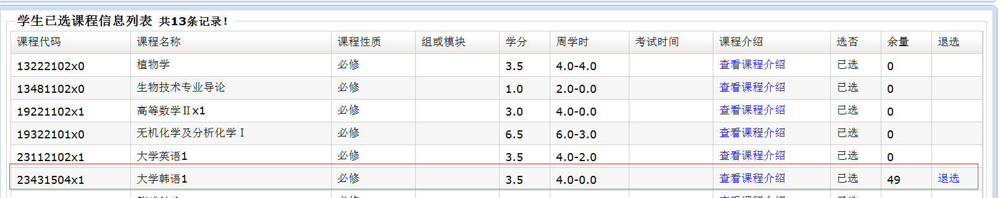 学生已选课程信息列表 共13条记录!
课程代码 课程名称 课程性质 组或模块 学分 周学时 考试时间 课程介绍 选否 余量 退选
13222102x0 植物学 必修 3.5 4.0-4.0 查看课程介绍 已选 0
13481102x0 生物技术专业导论 必修 1.0 2.0-0.0 查看课程介绍 已选 0
19221102x1 高等数学Ⅱx1 必修 3.0 4.0-0.0 查看课程介绍 已选 0
19322101x0 无机化学及分析化学Ⅰ 必修 6.5 6.0-3.0 查看课程介绍 已选 0
23112102x1 大学英语1 必修 3.5 4.0-2.0 查看课程介绍 已选 0
23431504x1 大学韩语1 必修 3.5 4.0-0.0 查看课程介绍 已选 49 退选